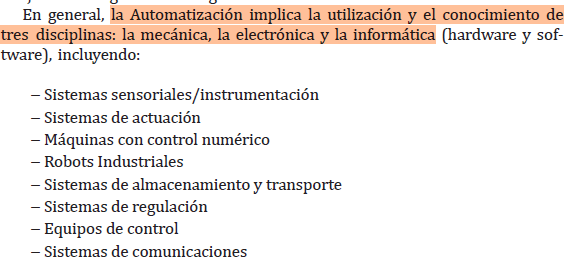 En general, la Automatización implica la utilización y el conocimiento de
tres disciplinas: la mecánica, la electrónica y la informática (hardware y sof-
tware), incluyendo:
– Sistemas sensoriales/instrumentación
– Sistemas de actuación
– Máquinas con control numérico
– Robots Industriales
– Sistemas de almacenamiento y transporte
– Sistemas de regulación
– Equipos de control
– Sistemas de comunicaciones